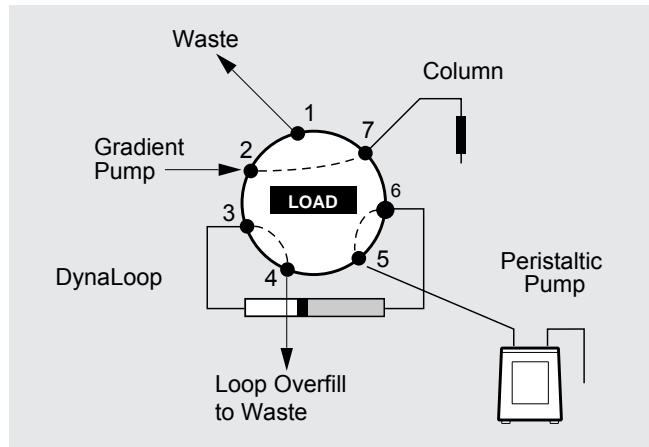 Waste
Column
1
7
Gradient
Pump
2
6
LOAD
3
DynaLoop
4
5
Peristaltic
Pump
Loop Overfill
to Waste